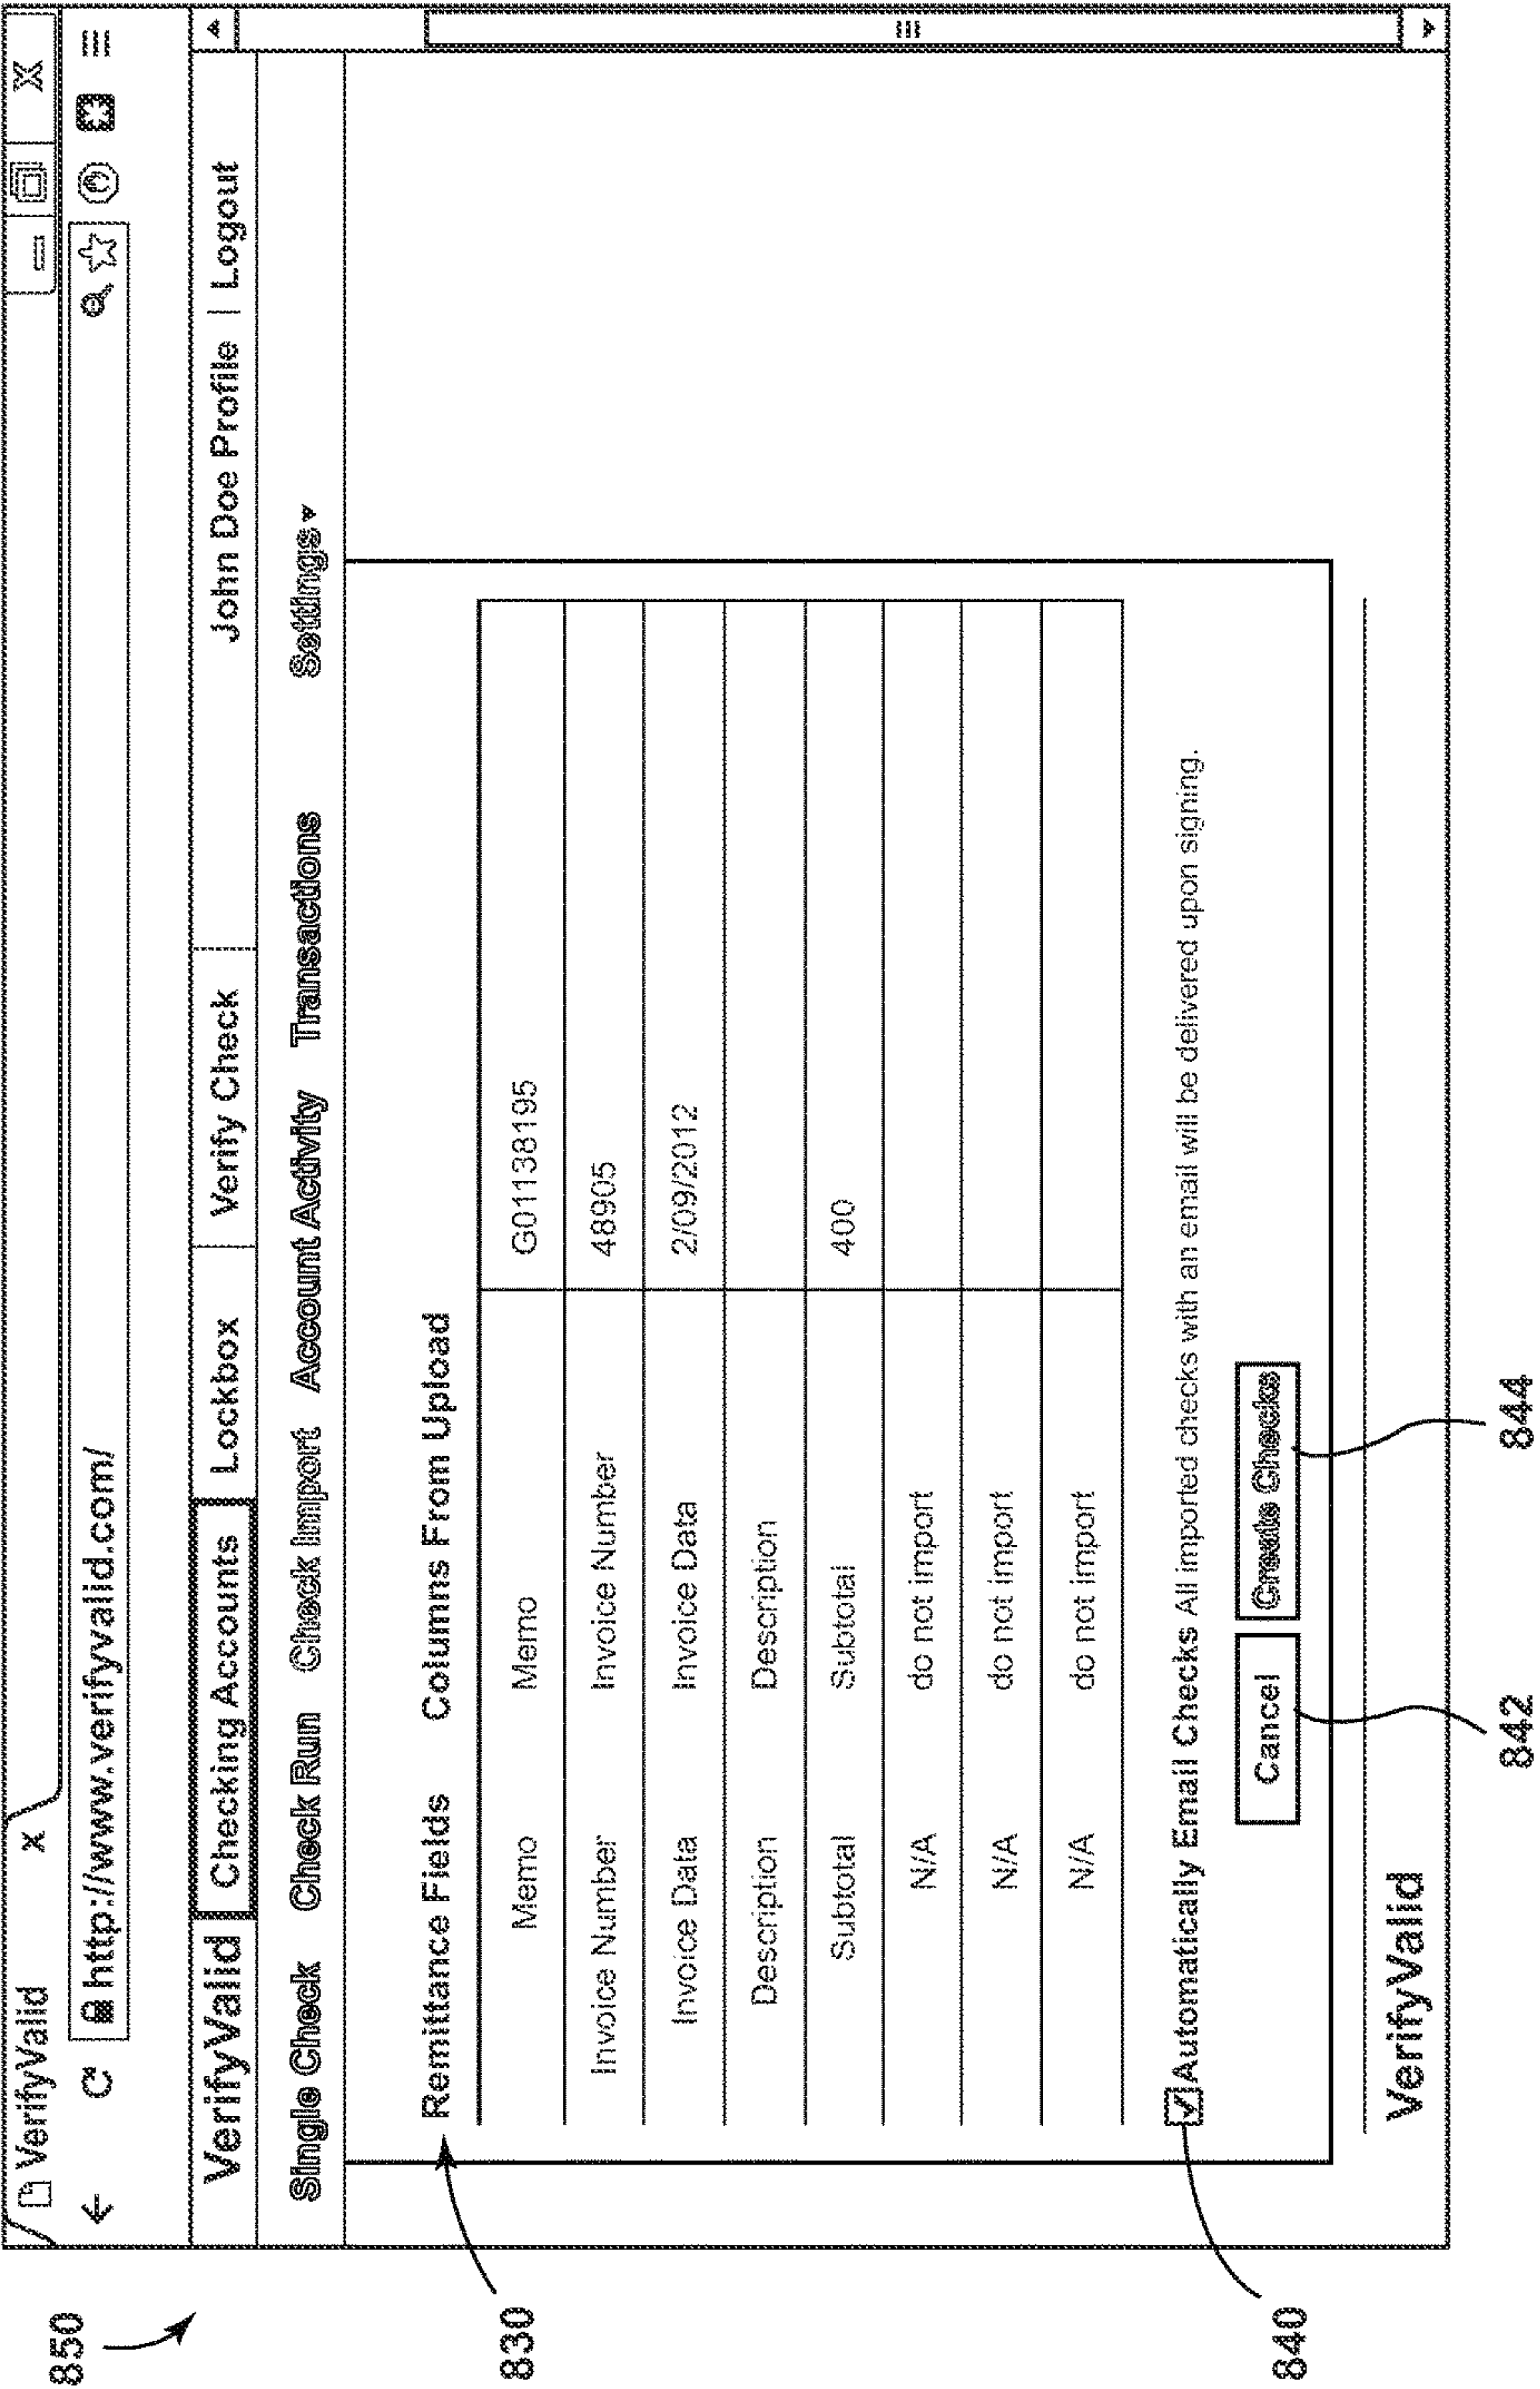 850
VerifyValid x X
http://www.verifyvalid.com/
VerifyValid Checking Accounts Lockbox Verify Check John Doe Profile | Logout
Single Check Check Run Check Import Account Activity Transactions Settings
830
Remittance Fields Columns From Upload
Memo Memo G01138195
Invoice Number Invoice Number 48905
Invoice Data Invoice Data 2/09/2012
Description Description
Subtotal Subtotal 400
N/A do not import
N/A do not import
N/A do not import
840
Automatically Email Checks All imported checks with an email will be delivered upon signing.
Cancel Create Checks
VerifyValid
842 844